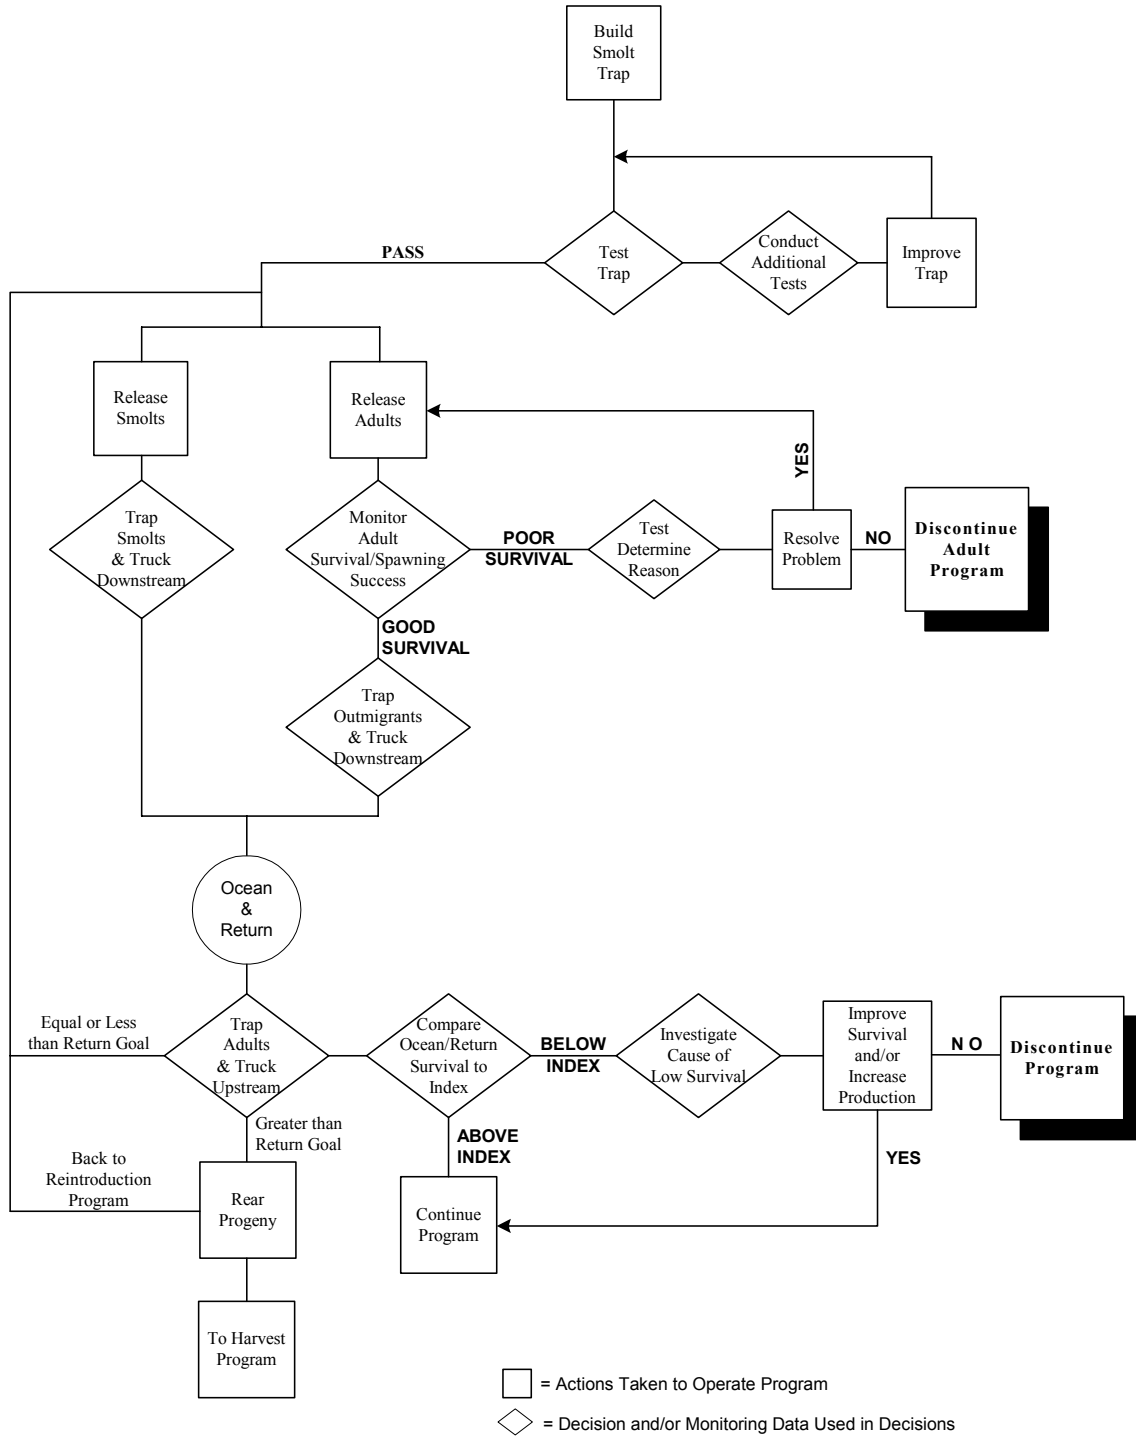 Build
Smolt
Trap
PASS
Test
Trap
Conduct
Additional
Tests
Improve
Trap
Release
Smolts
Release
Adults
YES
Trap
Smolts
& Truck
Downstream
Monitor
Adult
Survival/Spawning
Success
POOR
SURVIVAL
Test
Determine
Reason
Resolve
Problem
NO
Discontinue
Adult
Program
GOOD
SURVIVAL
Trap
Outmigrants
& Truck
Downstream
Ocean
&
Return
Equal or Less
than Return Goal
Trap
Adults
& Truck
Upstream
Compare
Ocean/Return
Survival to
Index
BELOW
INDEX
Investigate
Cause of
Low Survival
Improve
Survival
and/or
Increase
Production
N O
Discontinue
Program
Greater than
Return Goal
ABOVE
INDEX
YES
Back to
Reintroduction
Program
Rear
Progeny
Continue
Program
To Harvest
Program
= Actions Taken to Operate Program
= Decision and/or Monitoring Data Used in Decisions